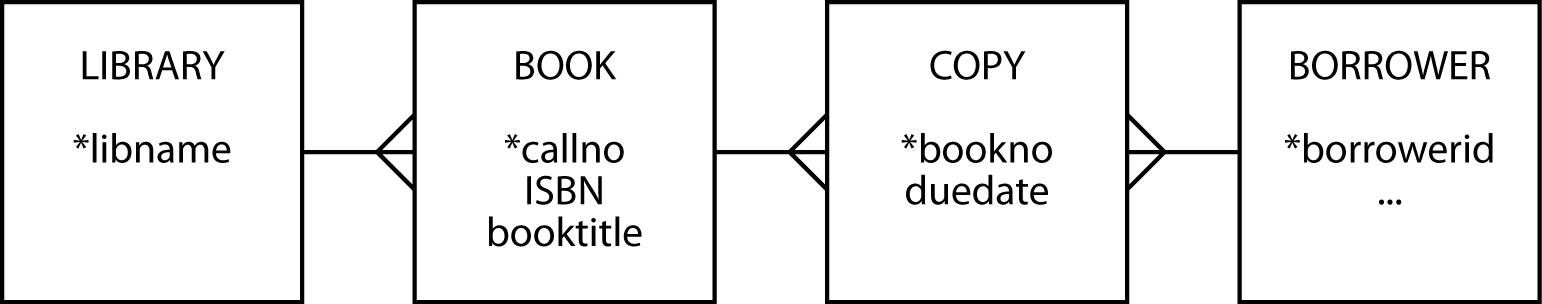 LIBRARY
*libname
BOOK
*callno
ISBN
booktitle
COPY
*bookno
duedate
BORROWER
*borrowerid
...